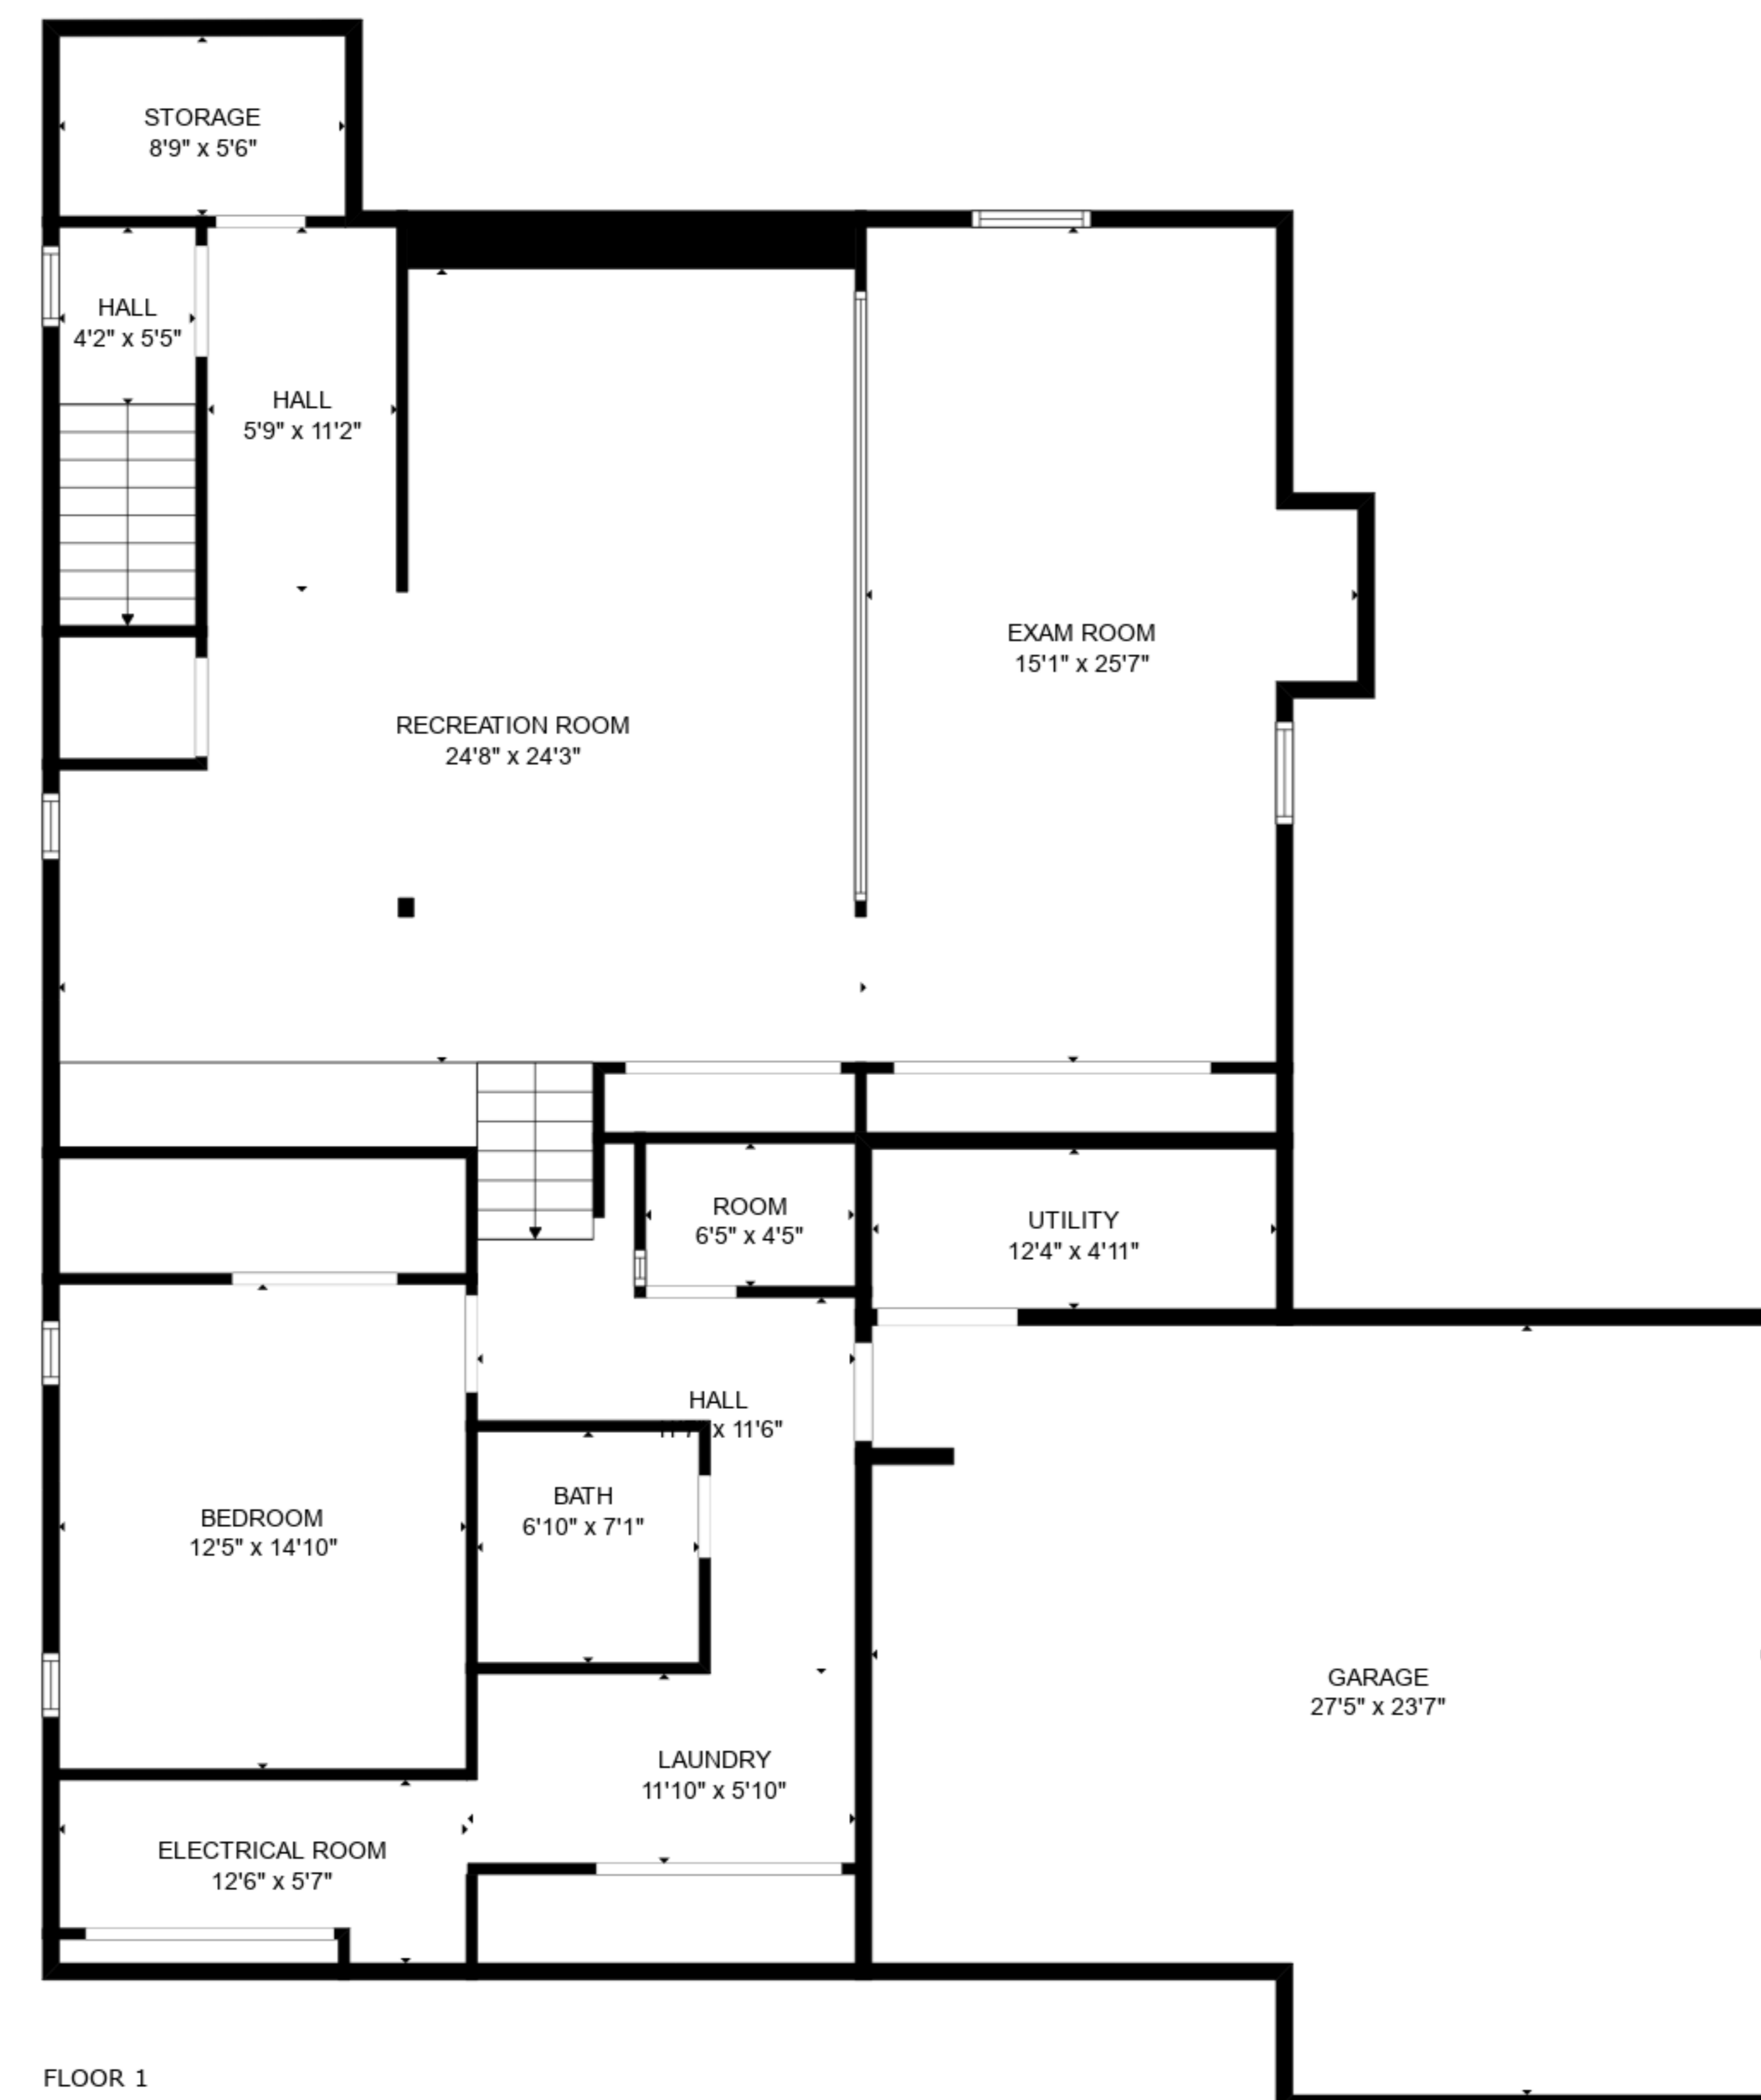 STORAGE
8'9" x 5'6"
HALL
4'2" x 5'5"
HALL
5'9" x 11'2"
EXAM ROOM
15'1" x 25'7"
RECREATION ROOM
24'8" x 24'3"
ROOM
6'5" x 4'5"
UTILITY
12'4" x 4'11"
HALL
x 11'6"
BATH
6'10" x 7'1"
BEDROOM
12'5" x 14'10"
GARAGE
27'5" x 23'7"
LAUNDRY
11'10" x 5'10"
ELECTRICAL ROOM
12'6" x 5'7"
FLOOR 1